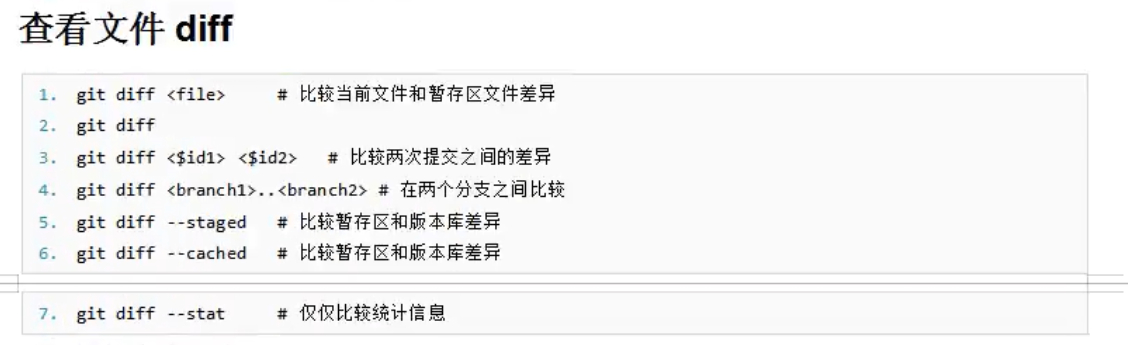 查看文件 diff
1. git diff <file> # 比较当前文件和暂存区文件差异
2. git diff
3. git diff <$id1> <$id2> # 比较两次提交之间的差异
4. git diff <branch1>..<branch2> # 在两个分支之间比较
5. git diff --staged # 比较暂存区和版本库差异
6. git diff --cached # 比较暂存区和版本库差异
7. git diff --stat # 仅仅比较统计信息